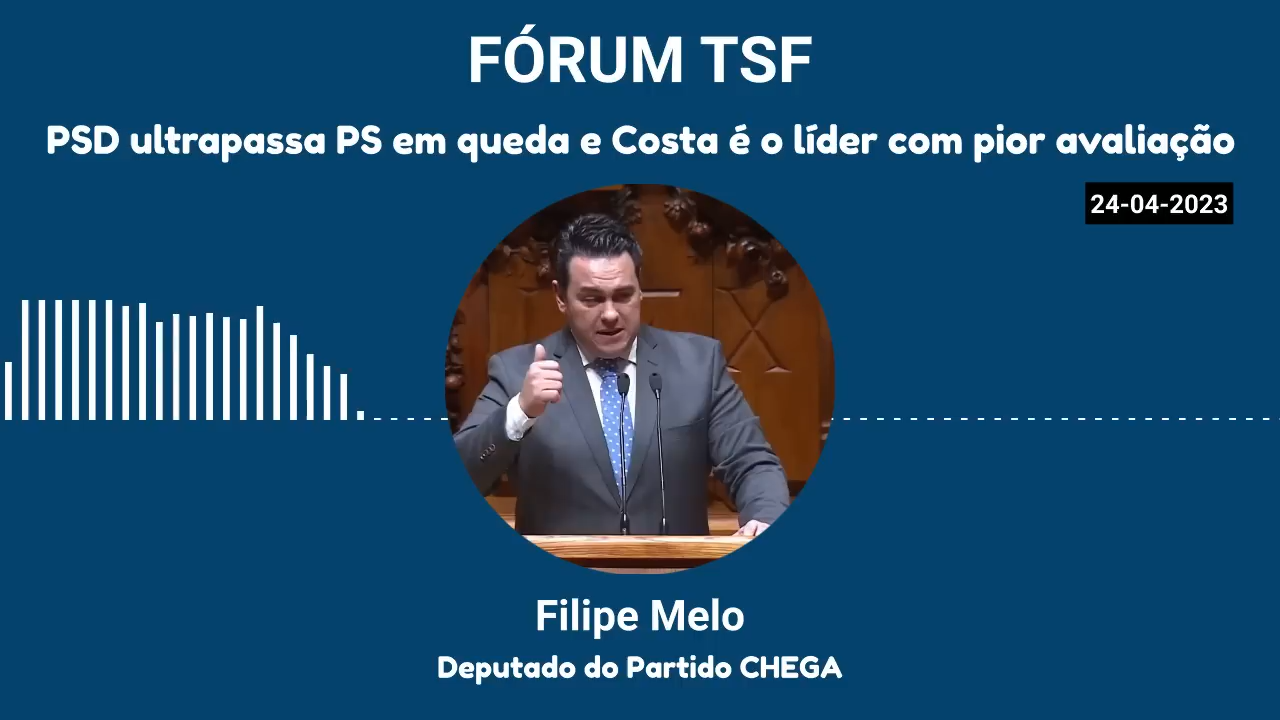 FÓRUM TSF
PSD ultrapassa PS em queda e Costa é o líder com pior avaliação
24-04-2023
Filipe Melo
Deputado do Partido CHEGA